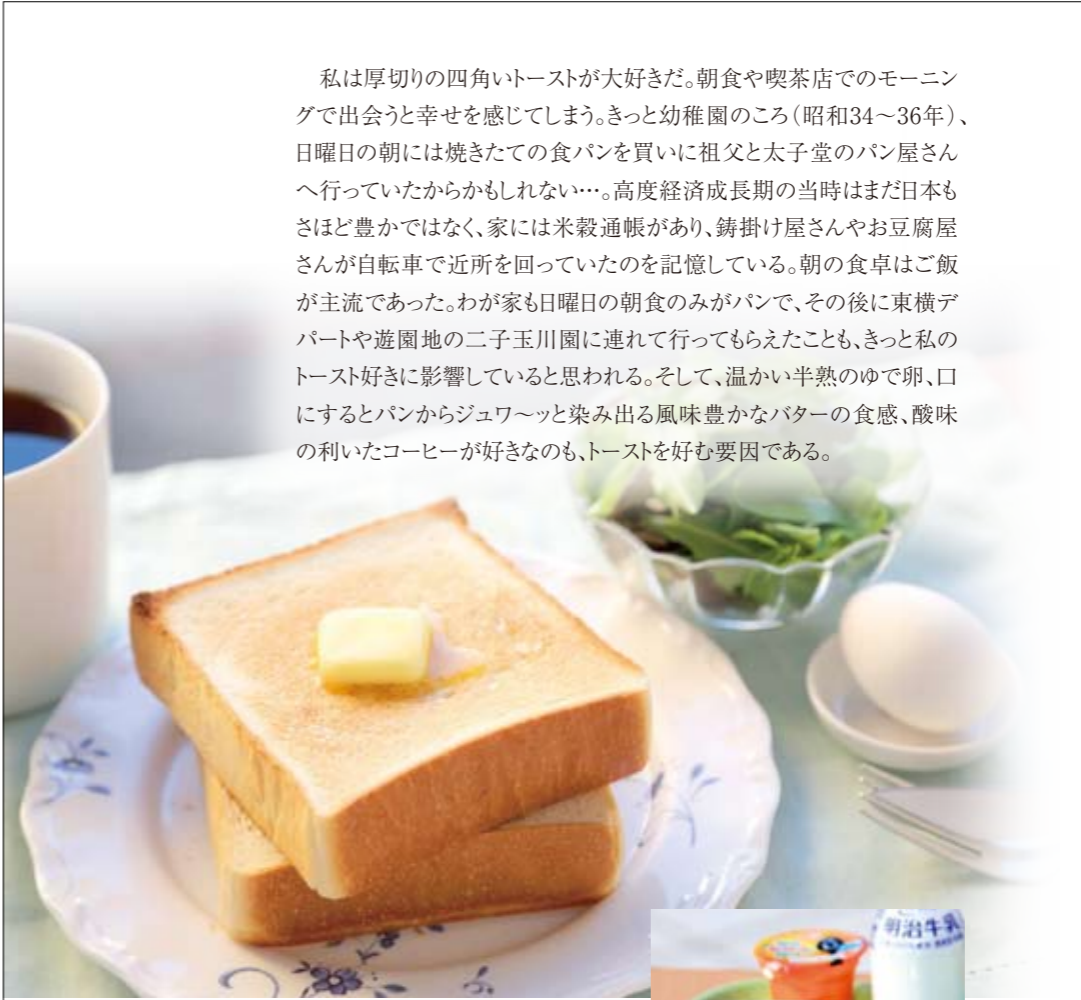 私は厚切りの四角いトーストが大好きだ。朝食や喫茶店でのモーニン
グで出会うと幸せを感じてしまう。きっと幼稚園のころ（昭和34〜36年）、
日曜日の朝には焼きたての食パンを買いに祖父と太子堂のパン屋さん
へ行っていたからかもしれない…。高度経済成長期の当時はまだ日本も
さほど豊かではなく、家には米穀通帳があり、鋳掛け屋さんやお豆腐屋
さんが自転車で近所を回っていたのを記憶している。朝の食卓はご飯
が主流であった。わが家も日曜日の朝食のみがパンで、その後に東横デ
パートや遊園地の二子玉川園に連れて行ってもらえたことも、きっと私の
トースト好きに影響していると思われる。そして、温かい半熟のゆで卵、口
にするとパンからジュワ〜ッと染み出る風味豊かなバターの食感、酸味
の利いたコーヒーが好きなのも、トーストを好む要因である。
明治牛乳